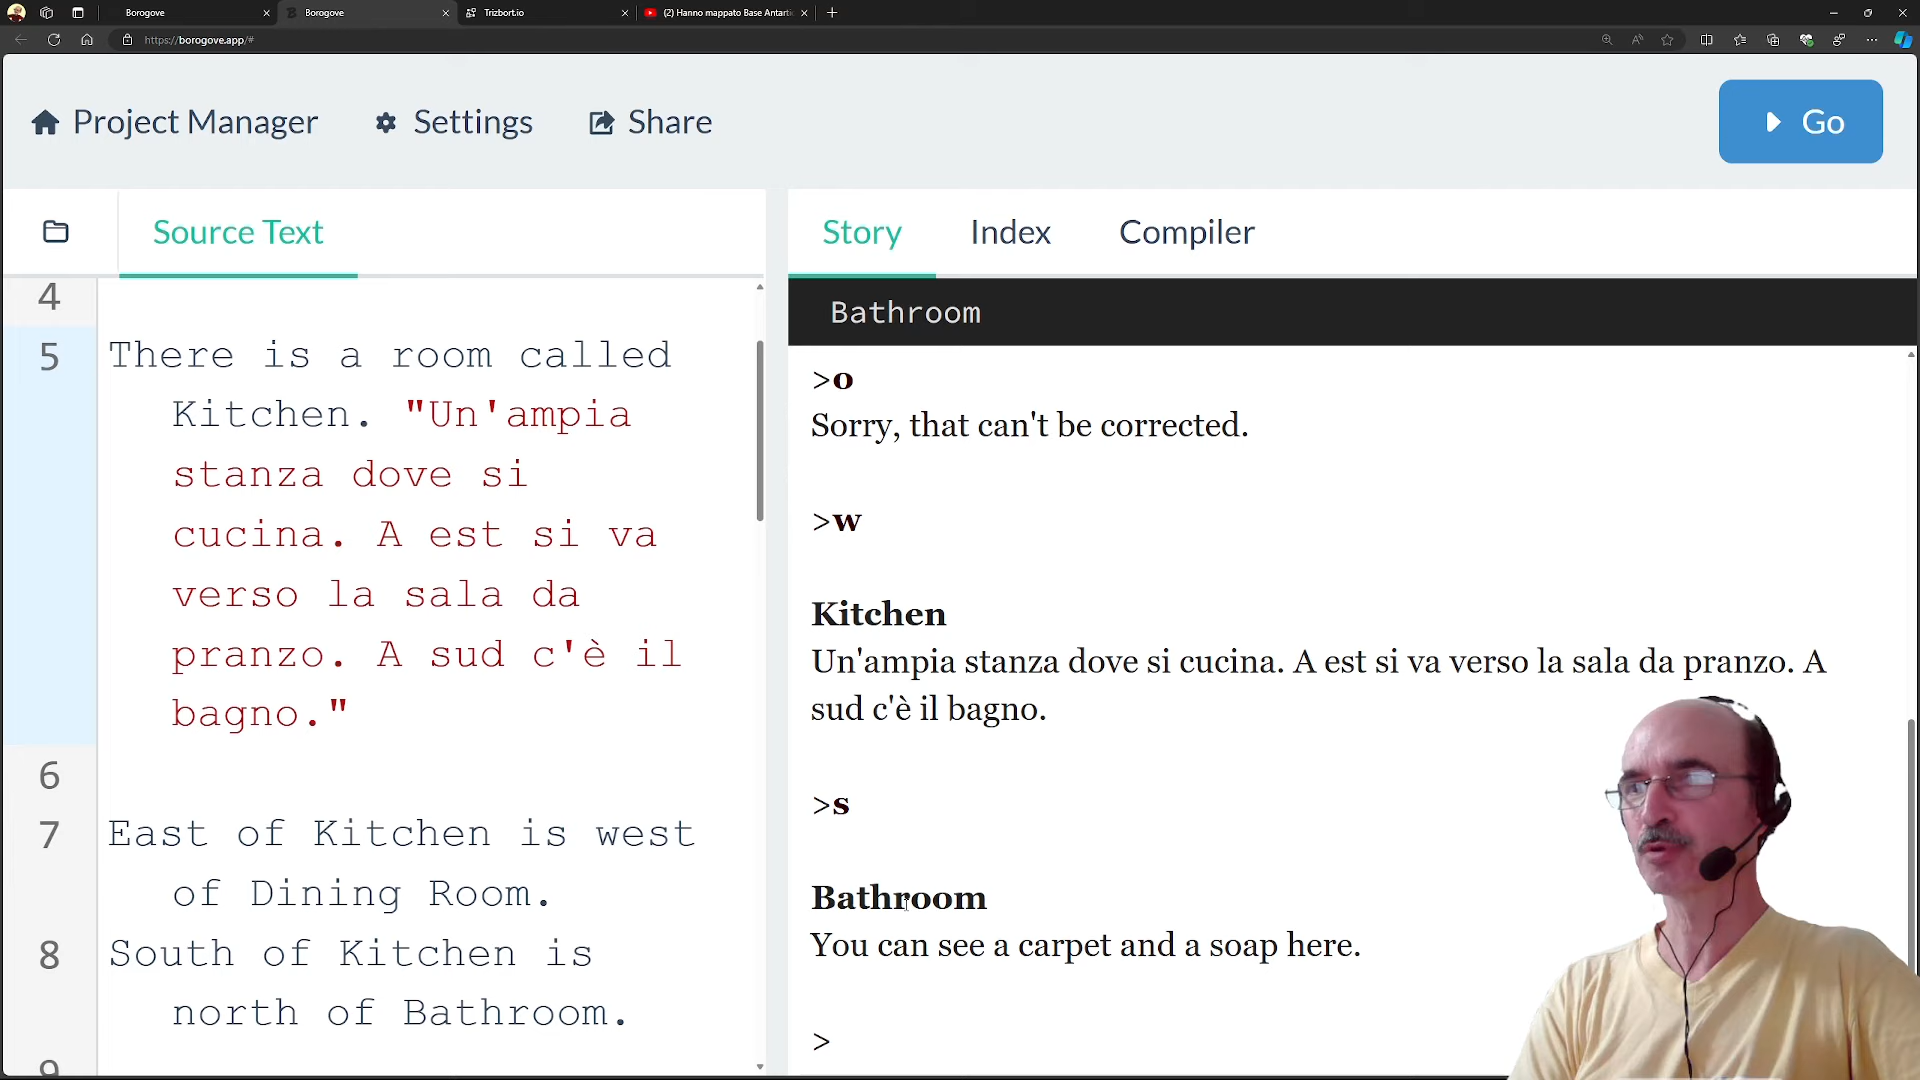 Borogove
Borogove
Trizbort.io
(2) Hanno mappato Base Antarti
https://borogove.app/#
Project Manager
Settings
Share
Go
Source Text
4
5
There is a room called
Kitchen. "Un'ampia
stanza dove si
cucina. A est si va
verso la sala da
pranzo. A sud c'è il
bagno."
6
7
East of Kitchen is west
of Dining Room.
8
South of Kitchen is
north of Bathroom.
9
Story
Index
Compiler
Bathroom
>o
Sorry, that can't be corrected.
>w
Kitchen
Un'ampia stanza dove si cucina. A est si va verso la sala da pranzo. A
sud c'è il bagno.
>s
Bathroom
You can see a carpet and a soap here.
>